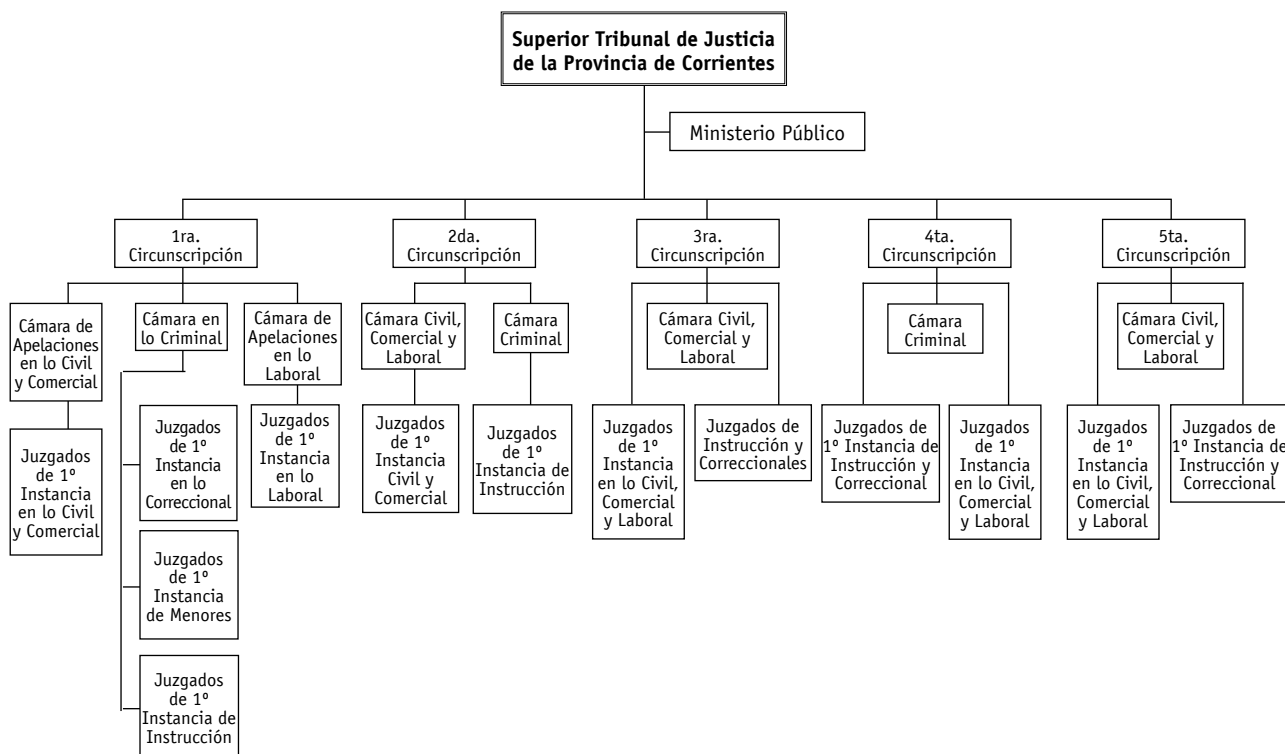 Superior Tribunal de Justicia
de la Provincia de Corrientes
Ministerio Público
1ra.
Circunscripción
2da.
Circunscripción
3ra.
Circunscripción
4ta.
Circunscripción
5ta.
Circunscripción
Cámara de
Apelaciones
en lo Civil
y Comercial
Cámara en
lo Criminal
Cámara de
Apelaciones
en lo
Laboral
Cámara Civil,
Comercial y
Laboral
Cámara
Criminal
Cámara Civil,
Comercial
y Laboral
Cámara
Criminal
Cámara Civil,
Comercial
y Laboral
Juzgados
de 1º
Instancia
en lo Civil
y Comercial
Juzgados
de 1º
Instancia
en lo
Correccional
Juzgados
de 1º
Instancia
en lo
Laboral
Juzgados
de 1º
Instancia
Civil y
Comercial
Juzgados
de 1º
Instancia de
Instrucción
Juzgados
de 1º
Instancia
en lo Civil,
Comercial
y Laboral
Juzgados de
Instrucción y
Correccionales
Juzgados de
1º Instancia de
Instrucción y
Correccional
Juzgados
de 1º
Instancia
en lo Civil,
Comercial
y Laboral
Juzgados
de 1º
Instancia
en lo Civil,
Comercial
y Laboral
Juzgados de
1º Instancia de
Instrucción y
Correccional
Juzgados
de 1º
Instancia
de Menores
Juzgados
de 1º
Instancia de
Instrucción